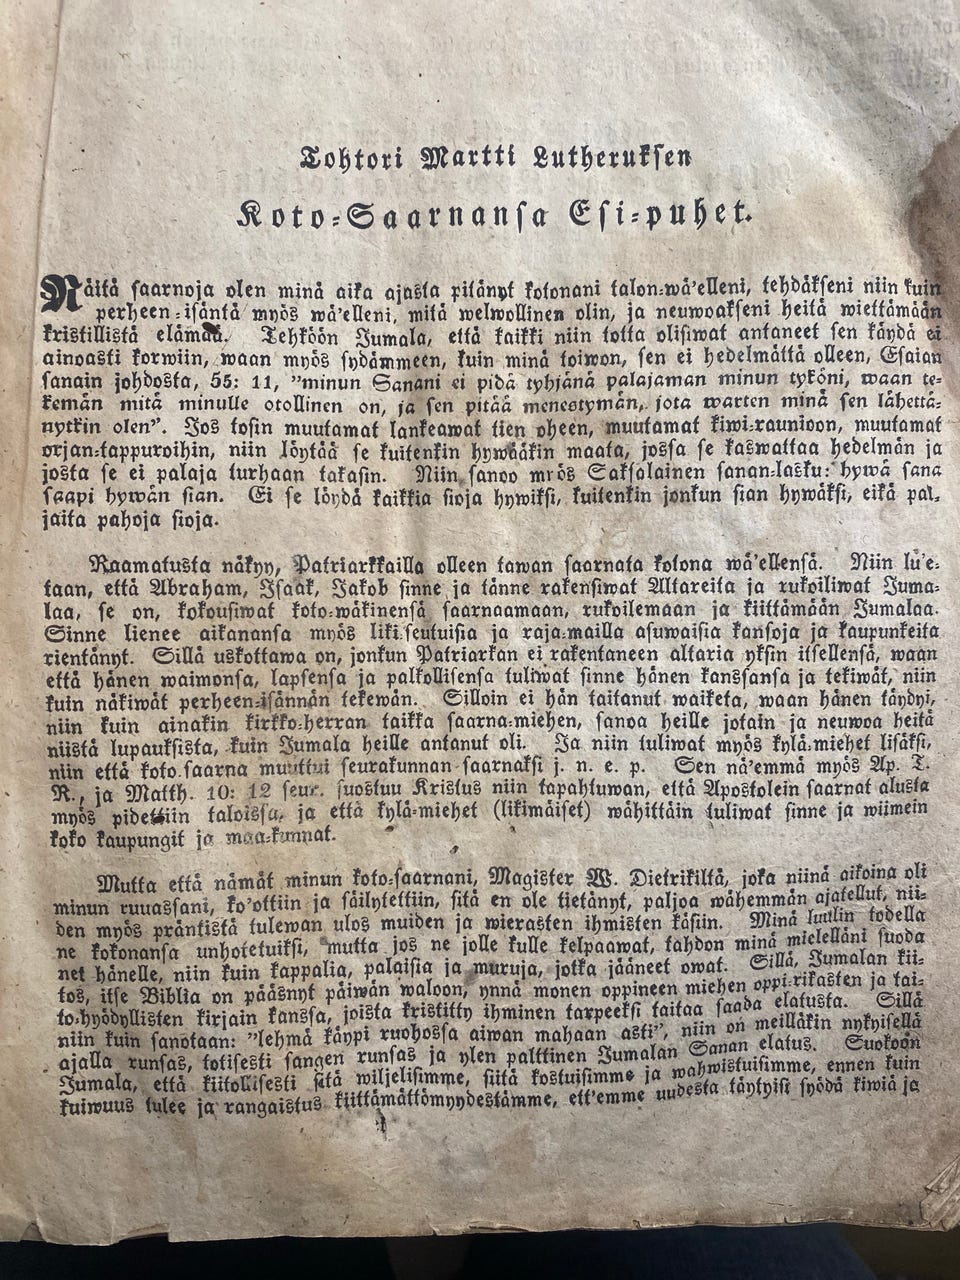 Tohtori Martti Lutheruksen
Koto-Saarnansa Esi-puhet.
Näitä saarnoja olen minä aika ajasta pitänyt kotonani talon-wä'elleni, tehdäkseni niin kuin
perheen-isäntä myös wä'elleni, mitä welwollinen olin, ja neuwoakseni heitä wiettämään
kristillistä elämää. Tehköön Jumala, että kaikki niin totta olisiwat antaneet sen käydä ei
ainoasti korwiin, waan myös sydämmeen, kuin minä toiwon, sen ei hedelmättä olleen, Esaian
sanain johdosta, 55: 11, "minun Sanani ei pidä tyhjänä palajaman minun tyköni, waan te-
kemän mitä minulle otollinen on, ja sen pitää menestymän, jota warten minä sen lähettä-
nytkin olen". Jos tosin muutamat lankeawat tien oheen, muutamat kiwi-raunioon, muutamat
orjan-tappuroihin, niin löytää se kuitenkin hywääkin maata, jossa se kaswattaa hedelmän ja
josta se ei palaja turhaan takasin. Niin sanoo myös Saksalainen sanan-lasku: hywä sana
saapi hywän sian. Ei se löydä kaikkia sioja hywiksi, kuitenkin jonkun sian hywäksi, eikä pal-
jaita pahoja sioja.
Raamatusta näkyy, Patriarkkailla olleen tawan saarnata kotona wä'ellensä. Niin lu'e-
taan, että Abraham, Isaak, Jakob sinne ja tänne rakensiwat Altareita ja rukoiliwat Juma-
laa, se on, kokousiwat koto-wäkinensä saarnaamaan, rukoilemaan ja kiittämään Jumalaa.
Sinne lienee aikanansa myös liki-seutuisia ja raja-mailla asuwaisia kansoja ja kaupunkeita
rientänyt. Sillä uskottawa on, jonkun Patriarkan ei rakentaneen altaria yksin itsellensä, waan
että hänen waimonsa, lapsensa ja palkollisensa tuliwat sinne hänen kanssansa ja tekiwät, niin
kuin näkiwät perheen-isännän tekewän. Silloin ei hän taitanut waiketa, waan hänen täydyi,
niin kuin ainakin kirkko-herran taikka saarna-miehen, sanoa heille jotain ja neuwoa heitä
niistä lupauksista, kuin Jumala heille antanut oli. Ja niin tuliwat myös kylä-miehet lisäksi,
niin että koto-saarna muuttui seurakunnan saarnaksi j. n. e. p. Sen nä'emmä myös Ap. T.
R., ja Matth. 10: 12 seur. suostuu Kristus niin tapahtuwan, että Apostolein saarnat alusta
myös pidettiin taloissa, ja että kylä-miehet (likimäiset) wähittäin tuliwat sinne ja wiimein
koko kaupungit ja maa-kunnat.
Mutta että nämät minun koto-saarnani, Magister W. Dietrikiltä, joka niinä aikoina oli
minun ruuassani, ko'ottiin ja säilytettiin, sitä en ole tietänyt, paljoa wähemmän ajatellut, nii-
den myös präntistä tulewan ulos muiden ja wierasten ihmisten käsiin. Minä luulin todella
ne kokonansa unhotetuiksi, mutta jos ne jolle kulle kelpaawat, tahdon minä mielelläni suoda
net hänelle, niin kuin kappalia, palaisia ja muruja, jotka jääneet owat. Sillä, Jumalan kii-
tos, itse Biblia on päässyt päiwän waloon, ynnä monen oppineen miehen oppi-rikasten ja tai-
to-hyödyllisten kirjain kanssa, joista kristitty ihminen tarpeeksi taitaa saada elatusta. Sillä
niin kuin sanotaan: "lehmä käypi ruohossa aiwan mahaan asti", niin on meilläkin nykyisellä
ajalla runsas, totisesti sangen runsas ja ylen palttinen Jumalan Sanan elatus. Suokoon
Jumala, että kiitollisesti sitä wiljelisimme, siitä kostuisimme ja wahwistuisimme, ennen kuin
kuiwuus tulee ja rangaistus kiittämättömyydestämme, ett'emme uudesta täytyisi syödä kiwiä ja